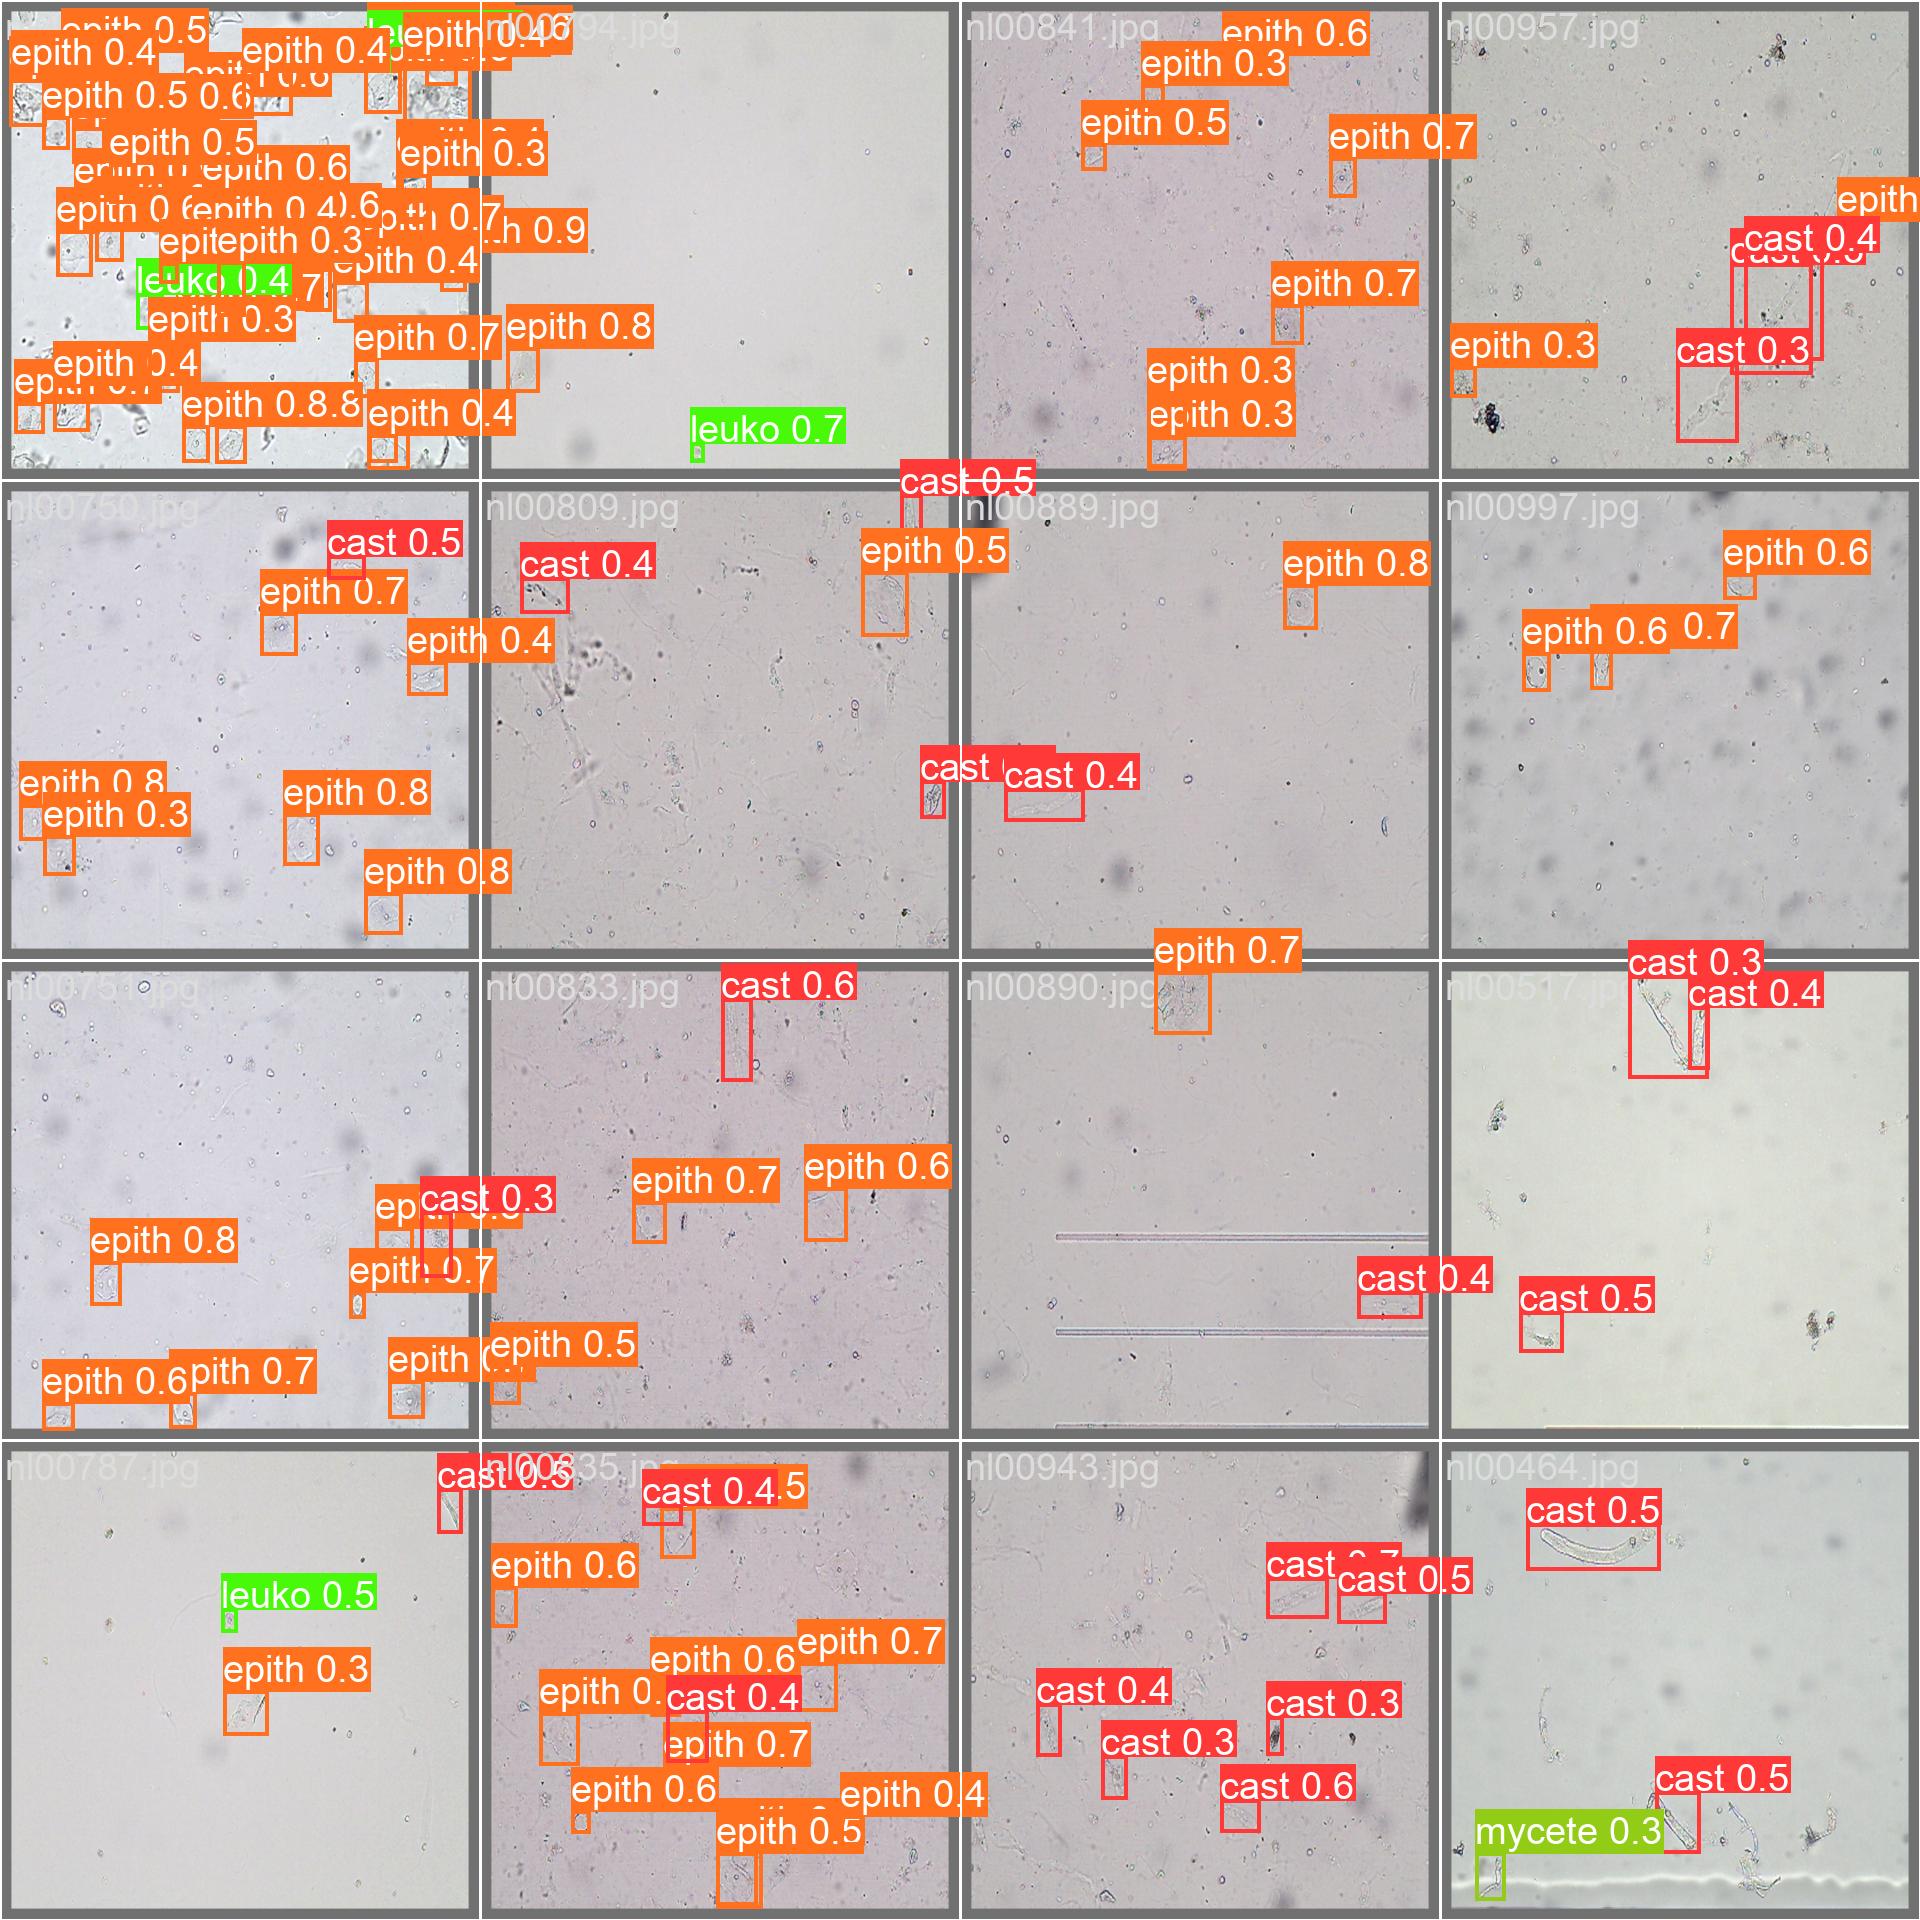 epith 0.5
epith 0.4
epith 0.4
epith 0.4
epith 0.5
0.6
epith 0.5
epith 0.6
epith 0.3
epith 0.4
epith 0.3
epith 0.4
leuko 0.4
epith 0.3
epith 0.7
epith 0.4
epith 0.8
epith 0.4
h 0.9
epith 0.8
leuko 0.7
nl00841.jpg
epith 0.6
epith 0.3
epith 0.5
epith 0.7
epith 0.7
epith 0.3
epith 0.3
nl00957.jpg
epith
cast 0.4
epith 0.3
cast 0.3
nl00750.jpg
cast 0.5
epith 0.7
epith 0.4
epith 0.8
epith 0.3
epith 0.8
epith 0.8
nl00809.jpg
cast 0.5
cast 0.4
epith 0.5
cast
nl00889.jpg
epith 0.8
cast 0.4
nl00997.jpg
epith 0.6
epith 0.6
0.7
cast 0.3
epith 0.8
epith 0.7
epith 0.6
pith 0.7
epith
nl00833.jpg
cast 0.6
epith 0.7
epith 0.6
epith 0.5
nl00890.jpg
epith 0.7
cast 0.4
nl00517
cast 0.3
cast 0.4
cast 0.5
nl00787.jpg
cast 0.5
leuko 0.5
epith 0.3
nl00835.jpg
cast 0.4
.5
epith 0.6
epith 0.7
epith 0.6
epith 0.
cast 0.4
epith 0.7
epith 0.6
epith 0.4
epith 0.5
nl00943.jpg
cast 0.7
cast 0.5
cast 0.4
cast 0.3
cast 0.3
cast 0.6
nl00464.jpg
cast 0.5
cast 0.5
mycete 0.3